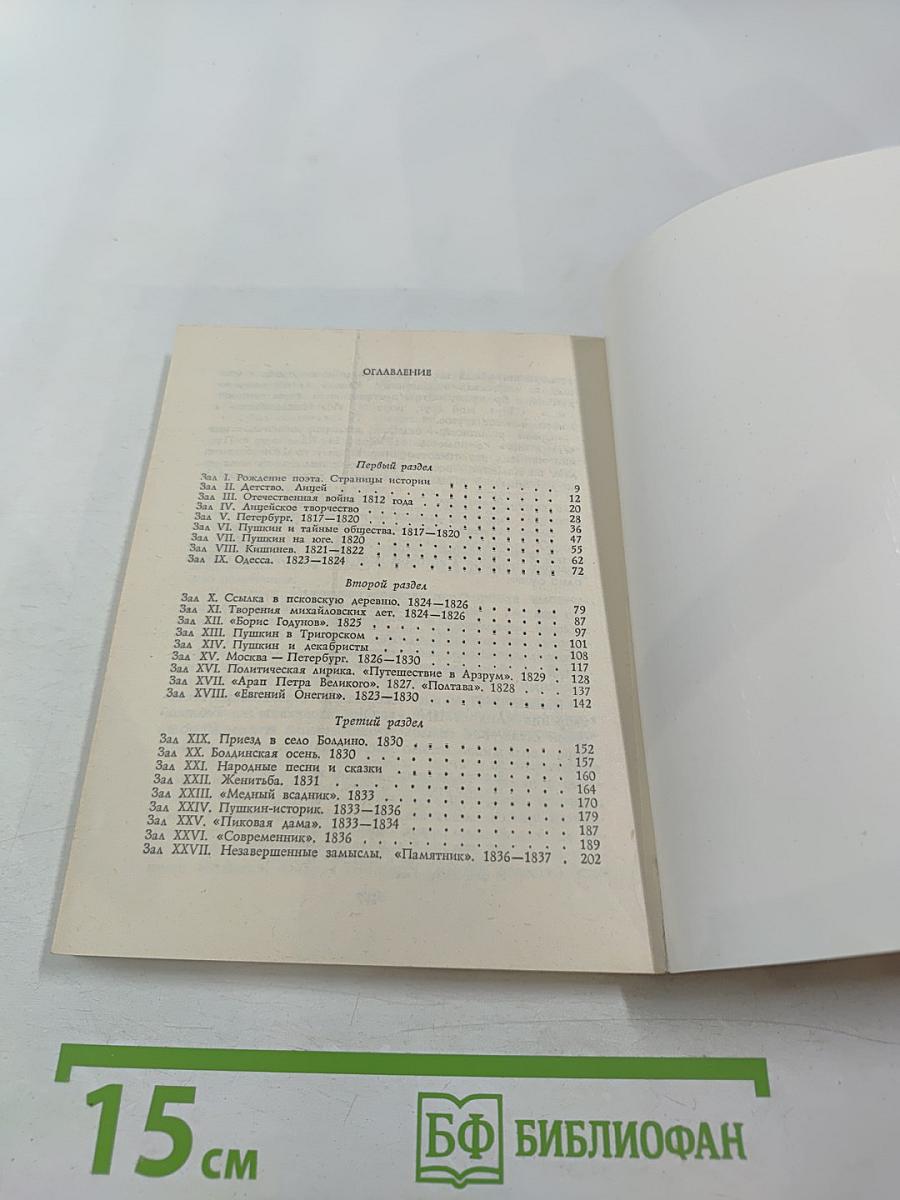 ОГЛАВЛЕНИЕ
Первый раздел
Зал I. Рождение поэта. Страницы истории . . . . . . . 9
Зал II. Детство. Лицей . . . . . . . . . . . . 12
Зал III. Отечественная война 1812 года . . . . . . . . 20
Зал IV. Лицейское творчество . . . . . . . . . . . 28
Зал V. Петербург. 1817—1820 . . . . . . . . . . . 36
Зал VI. Пушкин и тайные общества. 1817—1820 . . . . . . 47
Зал VII. Пушкин на юге. 1820 . . . . . . . . . . . 55
Зал VIII. Кишинев. 1821—1822 . . . . . . . . . . . 62
Зал IX. Одесса. 1823—1824 . . . . . . . . . . . . 72
Второй раздел
Зал X. Ссылка в псковскую деревню. 1824—1826 . . . . . . 79
Зал XI. Творения михайловских лет. 1824—1826 . . . . . . 87
Зал XII. «Борис Годунов». 1825 . . . . . . . . . . . 97
Зал XIII. Пушкин в Тригорском . . . . . . . . . . . 101
Зал XIV. Пушкин и декабристы . . . . . . . . . . . 108
Зал XV. Москва — Петербург. 1826—1830 . . . . . . . . 117
Зал XVI. Политическая лирика. «Путешествие в Арзрум». 1829 . 128
Зал XVII. «Арап Петра Великого». 1827. «Полтава». 1828 . . . 137
Зал XVIII. «Евгений Онегин». 1823—1830 . . . . . . . . 142
Третий раздел
Зал XIX. Приезд в село Болдино. 1830 . . . . . . . . . 152
Зал XX. Болдинская осень. 1830 . . . . . . . . . . . 157
Зал XXI. Народные песни и сказки . . . . . . . . . . 160
Зал XXII. Женитьба. 1831 . . . . . . . . . . . . 164
Зал XXIII. «Медный всадник». 1833 . . . . . . . . . . 170
Зал XXIV. Пушкин-историк. 1833—1836 . . . . . . . . . 179
Зал XXV. «Пиковая дама». 1833—1834 . . . . . . . . . 187
Зал XXVI. «Современник». 1836 . . . . . . . . . . . 189
Зал XXVII. Незавершенные замыслы. «Памятник». 1836—1837 . 202
15 см
БФ БИБЛИОФАН